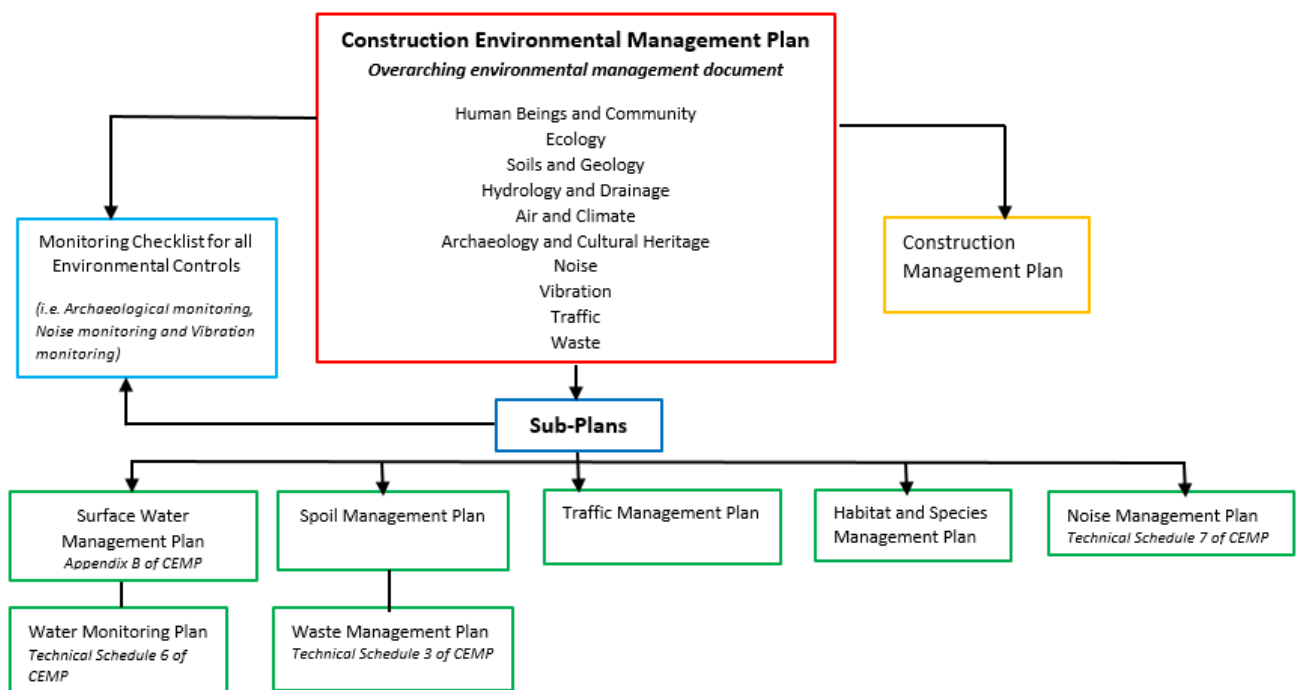 Construction Environmental Management Plan
Overarching environmental management document
Human Beings and Community
Ecology
Soils and Geology
Hydrology and Drainage
Air and Climate
Archaeology and Cultural Heritage
Noise
Vibration
Traffic
Waste
Monitoring Checklist for all
Environmental Controls
(i.e. Archaeological monitoring,
Noise monitoring and Vibration
monitoring)
Construction
Management Plan
Sub-Plans
Surface Water
Management Plan
Appendix B of CEMP
Spoil Management Plan
Traffic Management Plan
Habitat and Species
Management Plan
Noise Management Plan
Technical Schedule 7 of CEMP
Water Monitoring Plan
Technical Schedule 6 of
CEMP
Waste Management Plan
Technical Schedule 3 of CEMP